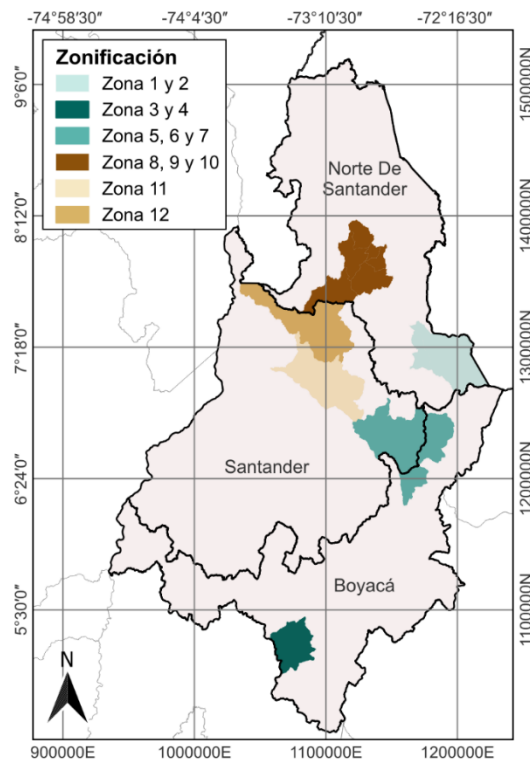 -74°58'30" -74°4'30" -73°10'30" -72°16'30"
Zonificación
Zona 1 y 2
Zona 3 y 4
Zona 5, 6 y 7
Zona 8, 9 y 10
Zona 11
Zona 12
9°6'0"
8°12'0"
7°18'0"
6°24'0"
5°30'0"
1500000N
1400000N
1300000N
1200000N
1100000N
Norte De
Santander
Santander
Boyacá
N
900000E 1000000E 1100000E 1200000E